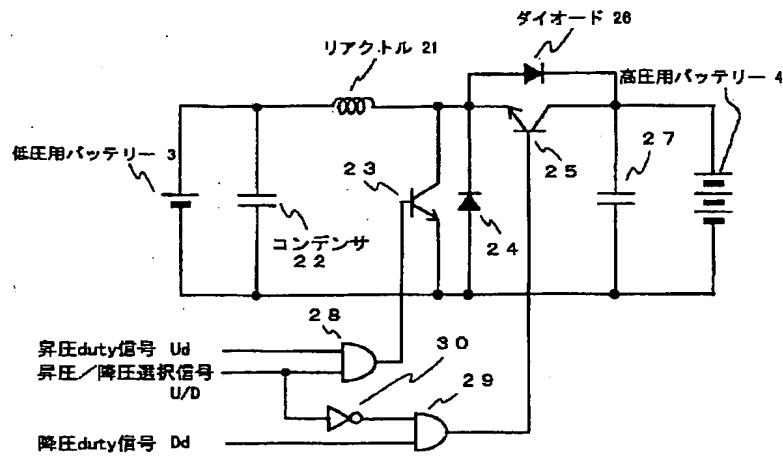 ダイオード 26
リアクトル 21
高圧用バッテリー 4
低圧用バッテリー 3
23
25
27
24
コンデンサ
22
28
昇圧duty信号 Ud
30
昇圧/降圧選択信号
U/D
29
降圧duty信号 Dd